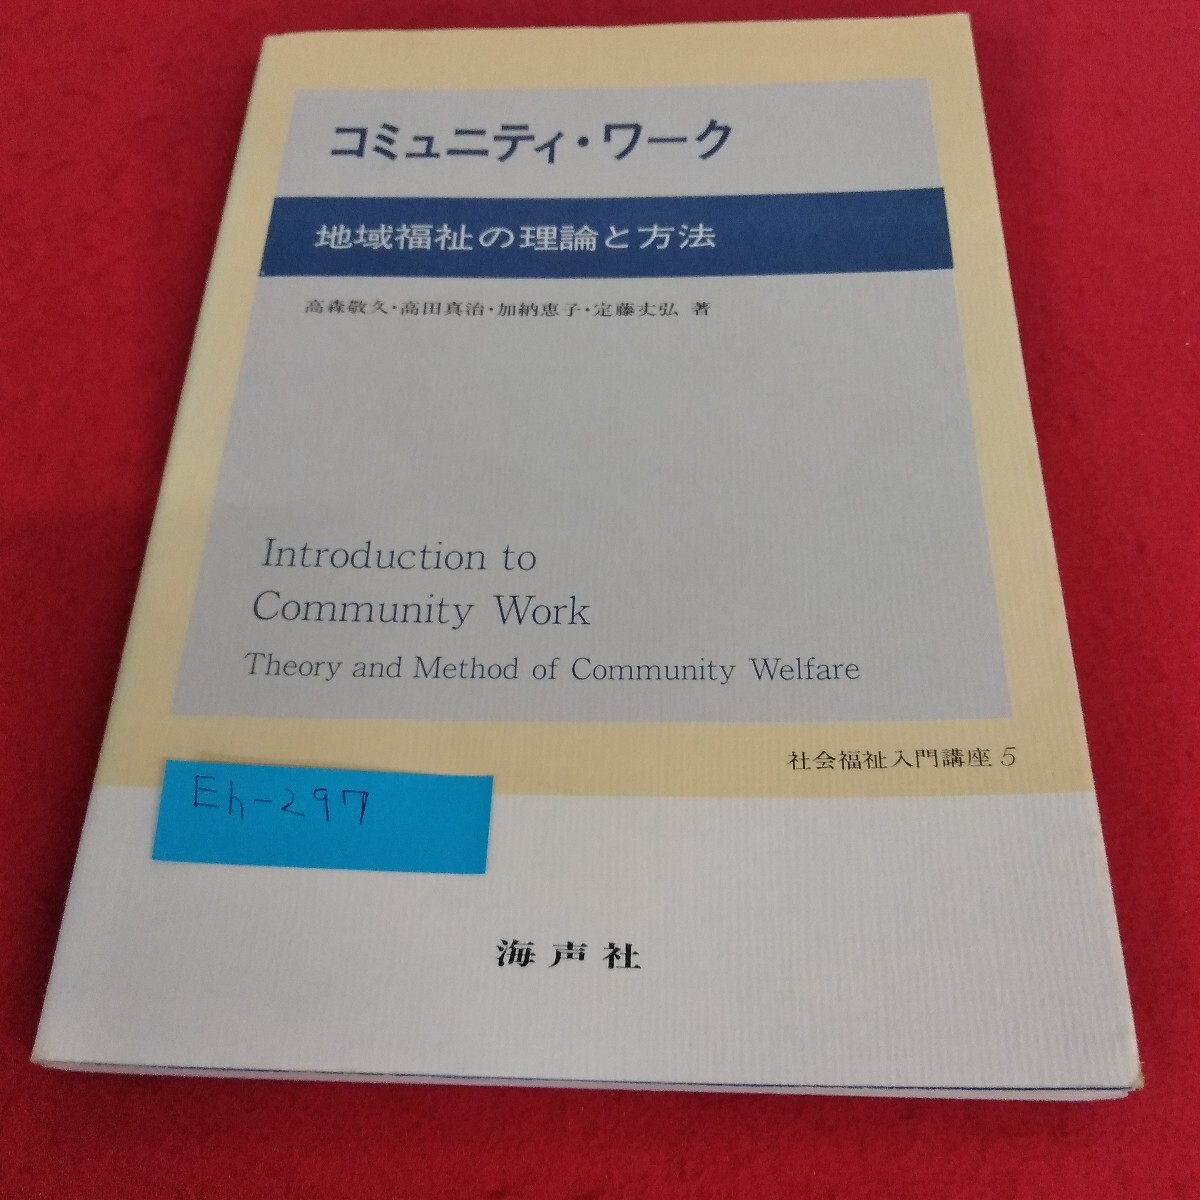 コミュニティ・ワーク
地域福祉の理論と方法
高森敬久・高田真治・加納恵子・定藤丈弘 著
Introduction to
Community Work
Theory and Method of Community Welfare
社会福祉入門講座 5
Eh-297
海声社